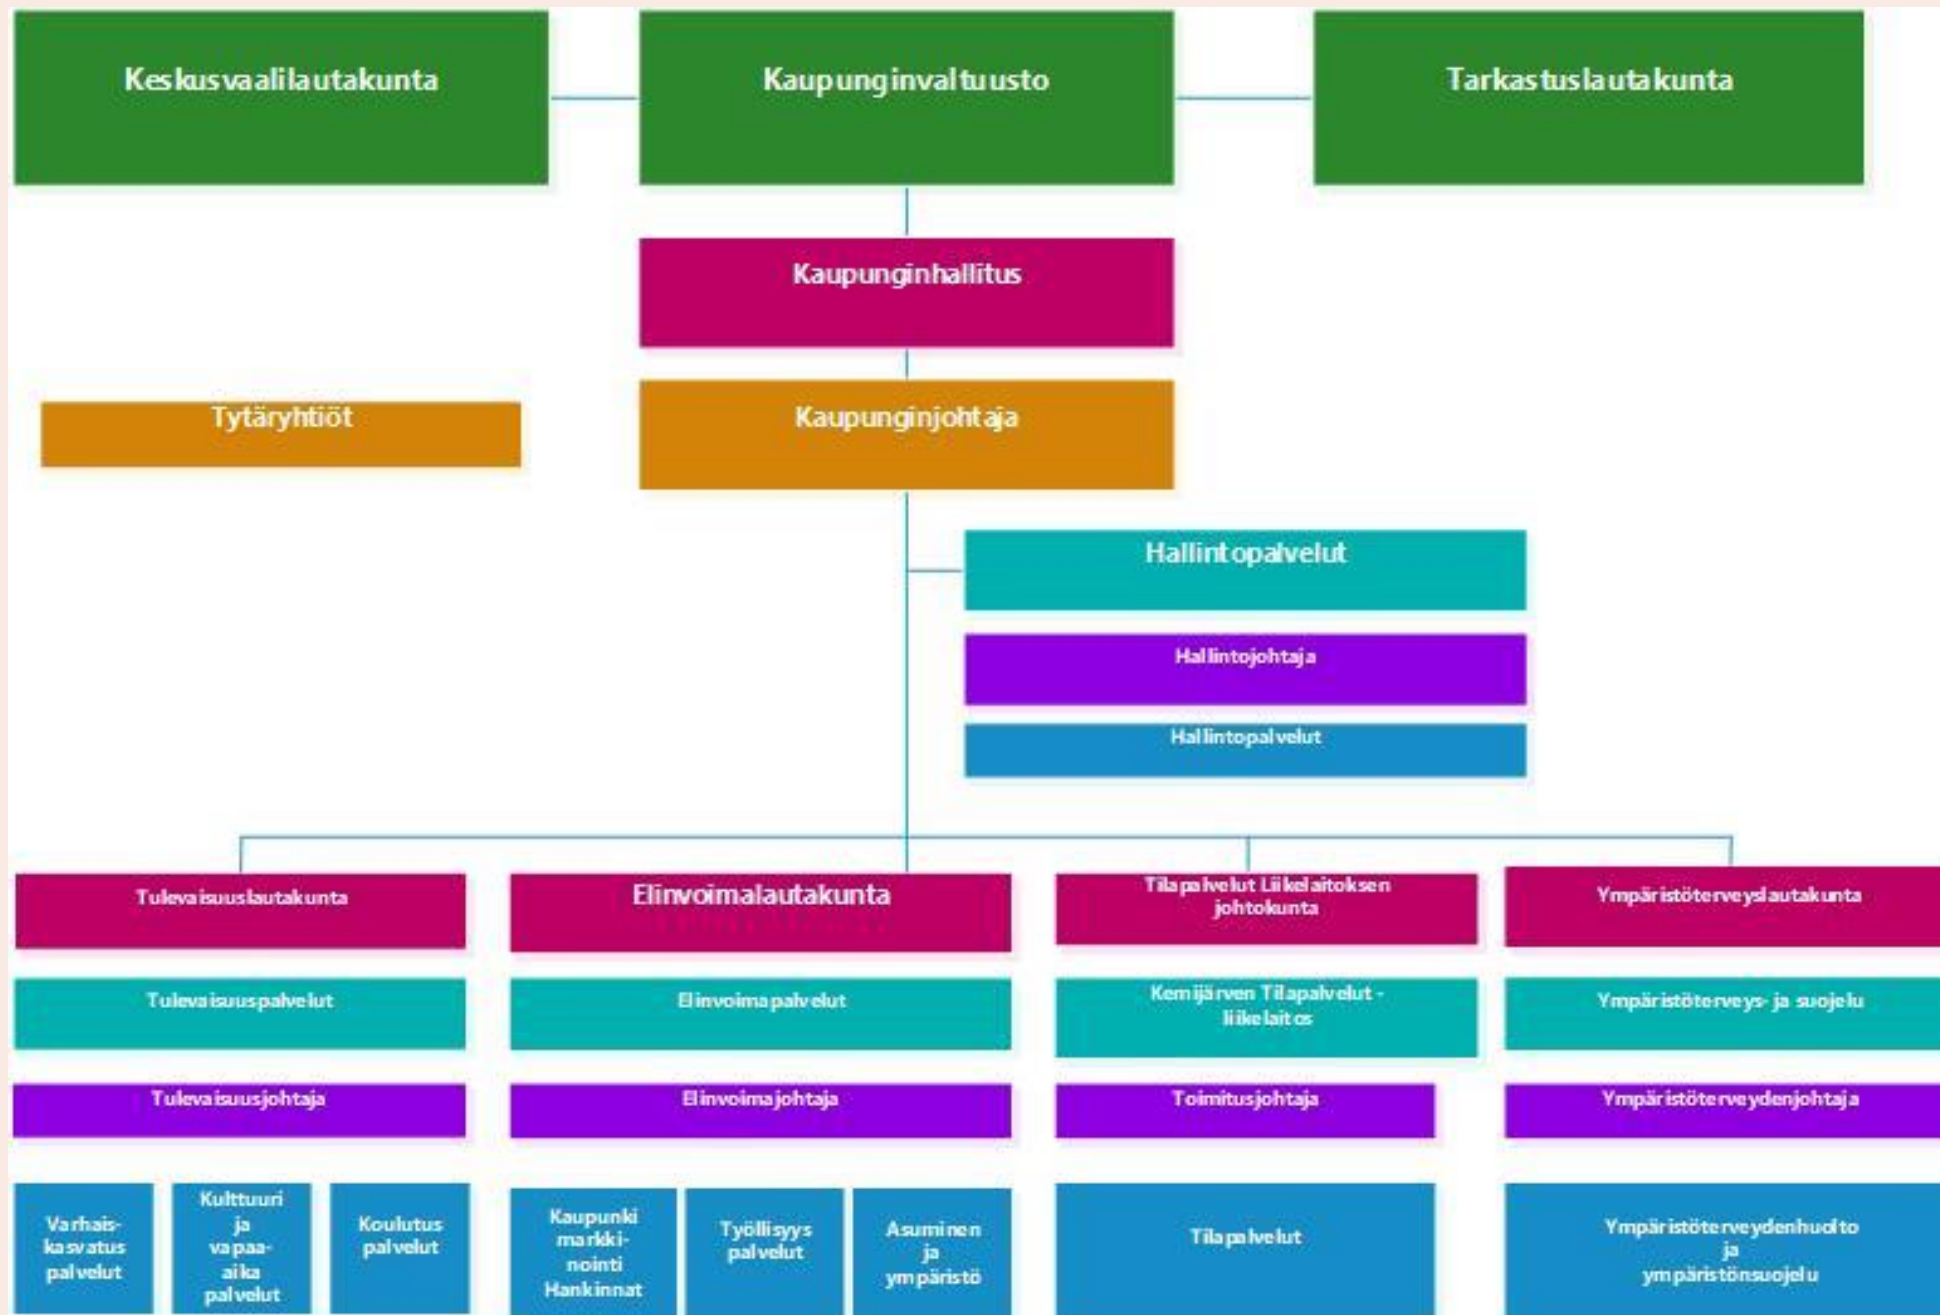 Keskusvaalilautakunta
Kaupunginvaltuusto
Tarkastuslautakunta
Kaupunginhallitus
Tytäryhtiöt
Kaupunginjohtaja
Hallintopalvelut
Hallintojohtaja
Hallintopalvelut
Tulevaisuuslautakunta
Elinvoimalautakunta
Tilapalvelut Liikelaitoksen
johtokunta
Ympäristöterveyslautakunta
Tulevaisuuspalvelut
Elinvoimapalvelut
Kemijärven Tilapalvelut -
liikelaitos
Ympäristöterveys- ja suojelu
Tulevaisuusjohtaja
Elinvoimajohtaja
Toimitusjohtaja
Ympäristöterveydenjohtaja
Varhais-
kasvatus
palvelut
Kulttuuri
ja
vapaa-
aika
palvelut
Koulutus
palvelut
Kaupunki
markki-
nointi
Hankinnat
Työllisyys
palvelut
Asuminen
ja
ympäristö
Tilapalvelut
Ympäristöterveydenhuolto
ja
ympäristönsuojelu